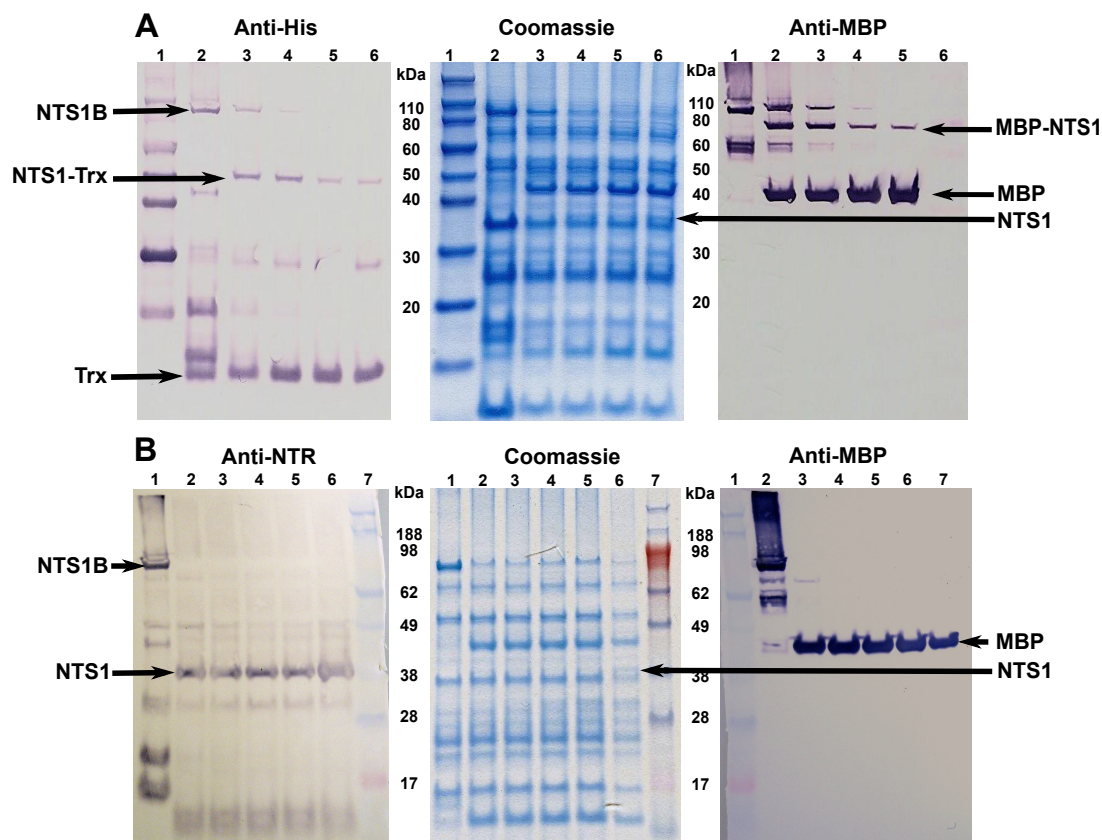 A
Anti-His
Coomassie
Anti-MBP
1 2 3 4 5 6
1 2 3 4 5 6
1 2 3 4 5 6
kDa
kDa
NTS1B
110
110
80
80
MBP-NTS1
60
60
NTS1-Trx
50
50
40
40
MBP
NTS1
30
30
20
20
Trx
B
Anti-NTR
Coomassie
Anti-MBP
1 2 3 4 5 6 7
1 2 3 4 5 6 7
1 2 3 4 5 6 7
kDa
kDa
188
188
NTS1B
98
98
62
62
49
49
MBP
NTS1
38
38
NTS1
28
28
17
17